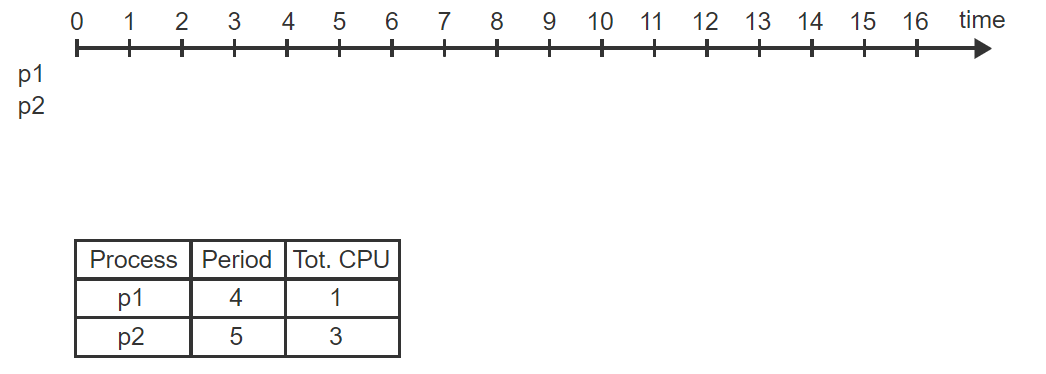 0 1 2 3 4 5 6 7 8 9 10 11 12 13 14 15 16 time
p1
p2
Process Period Tot. CPU
p1 4 1
p2 5 3